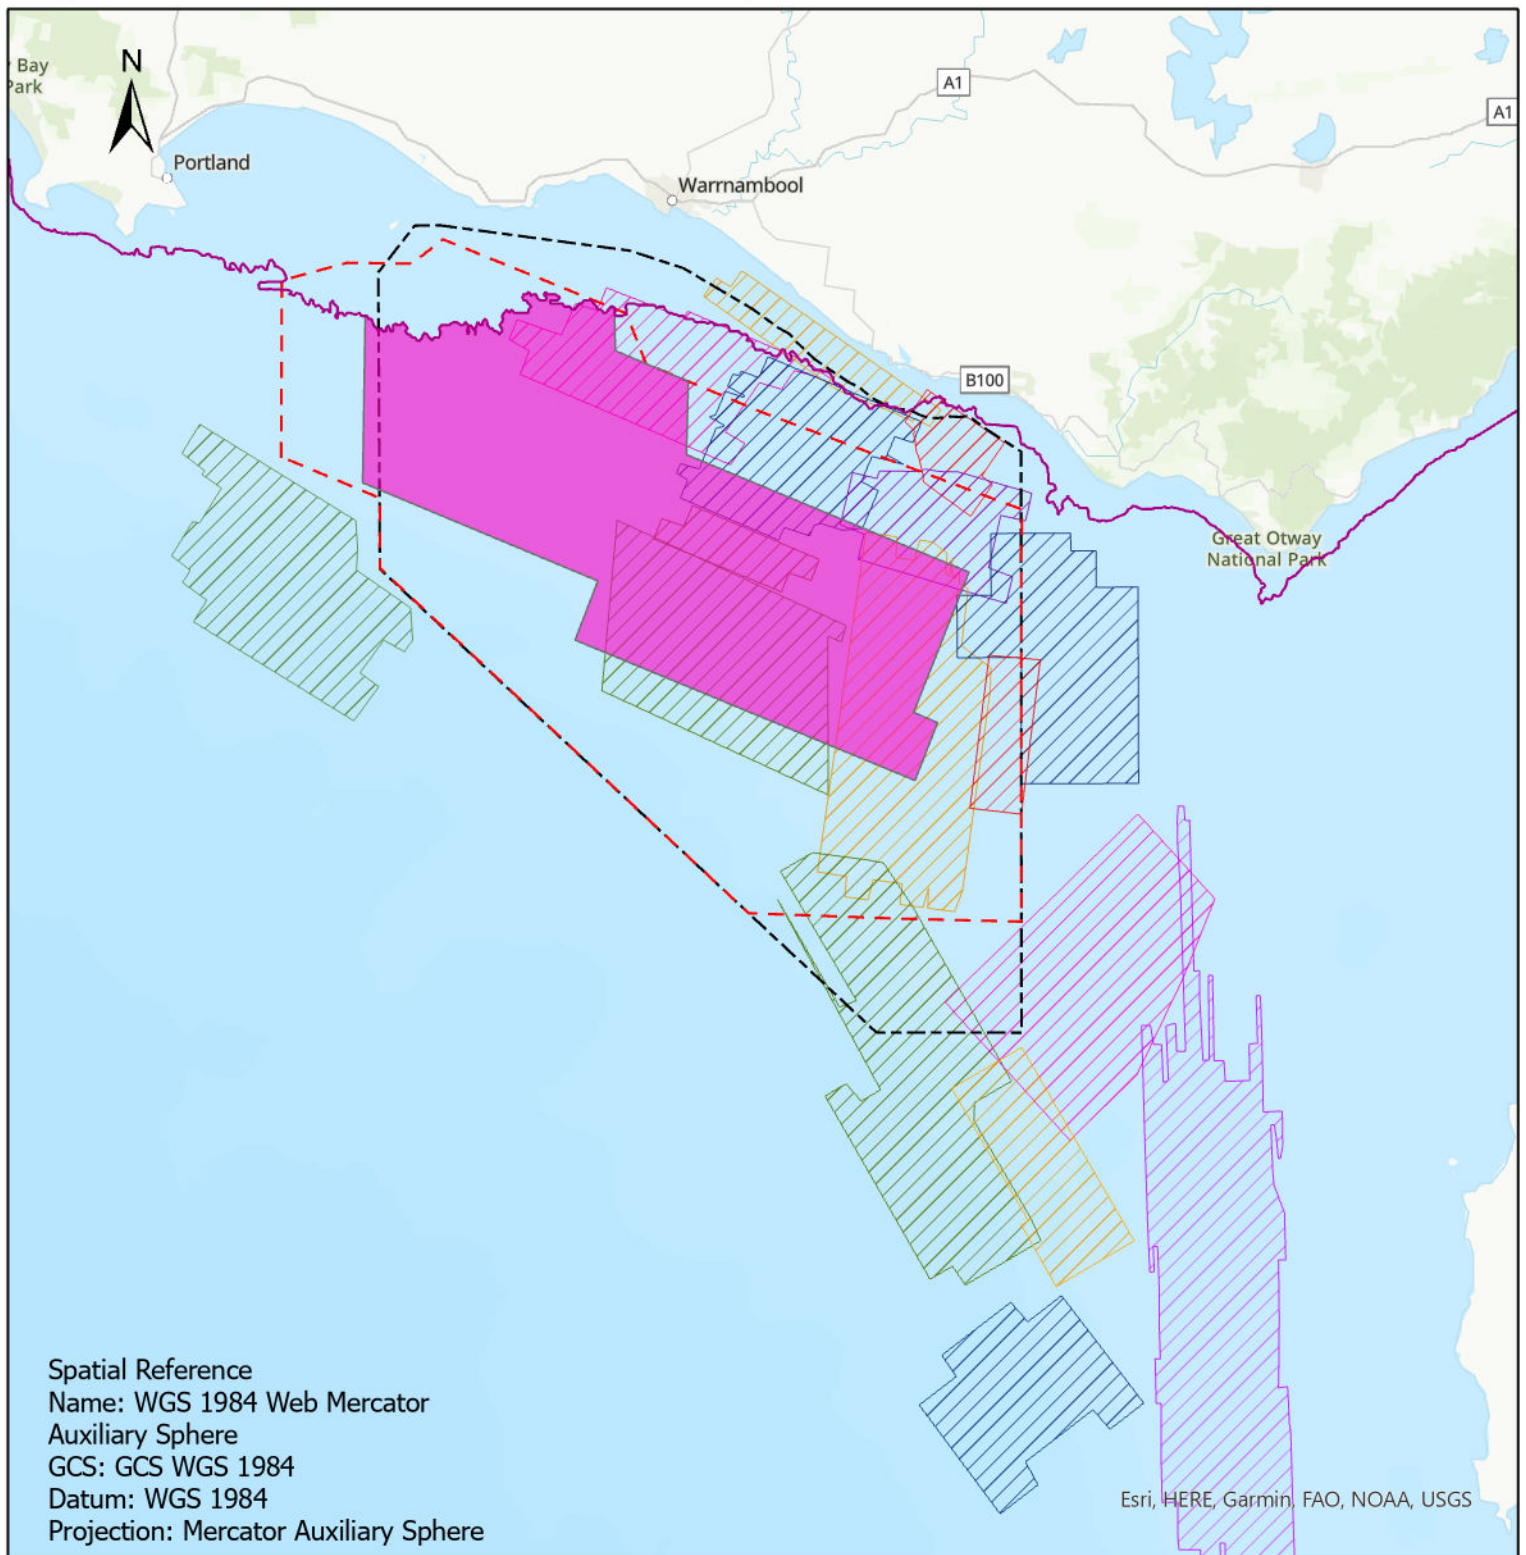 Bay
Park
N
A1
A1
Portland
Warrnambool
B100
Great Otway
National Park
Spatial Reference
Name: WGS 1984 Web Mercator
Auxiliary Sphere
GCS: GCS WGS 1984
Datum: WGS 1984
Projection: Mercator Auxiliary Sphere
Esri, HERE, Garmin, FAO, NOAA, USGS